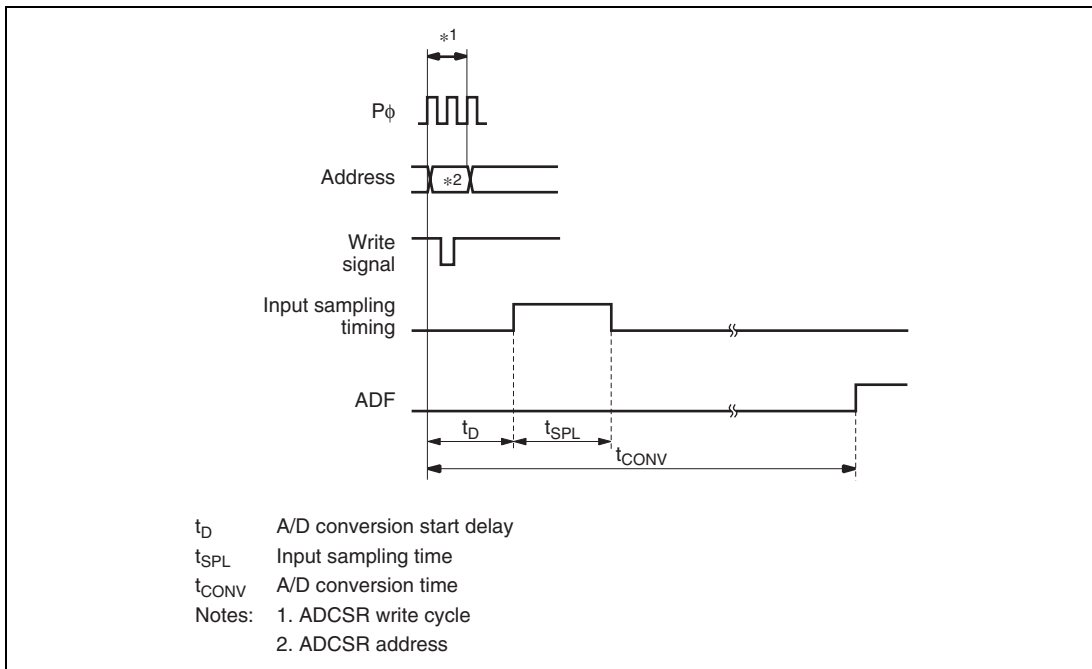 *1
Pϕ
Address
*2
Write
signal
Input sampling
timing
ADF
tD
tSPL
tCONV
tD A/D conversion start delay
tSPL Input sampling time
tCONV A/D conversion time
Notes: 1. ADCSR write cycle
2. ADCSR address